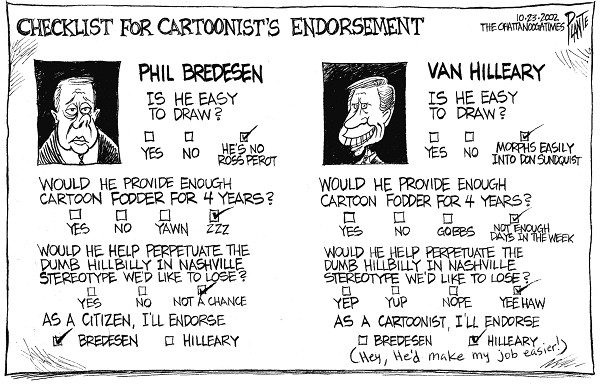 CHECKLIST FOR CARTOONIST'S ENDORSEMENT
10-23-2002
THE CHATTANOOGA TIMES
PLANTE
PHIL BREDESEN
IS HE EASY
TO DRAW?
YES NO HE'S NO
ROSS PEROT
WOULD HE PROVIDE ENOUGH
CARTOON FODDER FOR 4 YEARS?
YES NO YAWN ZZZ
WOULD HE HELP PERPETUATE THE
DUMB HILLBILLY IN NASHVILLE
STEREOTYPE WE'D LIKE TO LOSE?
YES NO NOT A CHANCE
AS A CITIZEN, I'LL ENDORSE
BREDESEN HILLEARY
VAN HILLEARY
IS HE EASY
TO DRAW?
YES NO MORPHS EASILY
INTO DON SUNDQUIST
WOULD HE PROVIDE ENOUGH
CARTOON FODDER FOR 4 YEARS?
YES NO GOBBS NOT ENOUGH
DAYS IN THE WEEK
WOULD HE HELP PERPETUATE THE
DUMB HILLBILLY IN NASHVILLE
STEREOTYPE WE'D LIKE TO LOSE?
YEP YUP NOPE YEE HAW
AS A CARTOONIST, I'LL ENDORSE
BREDESEN HILLEARY
(Hey, He'd make my job easier!)